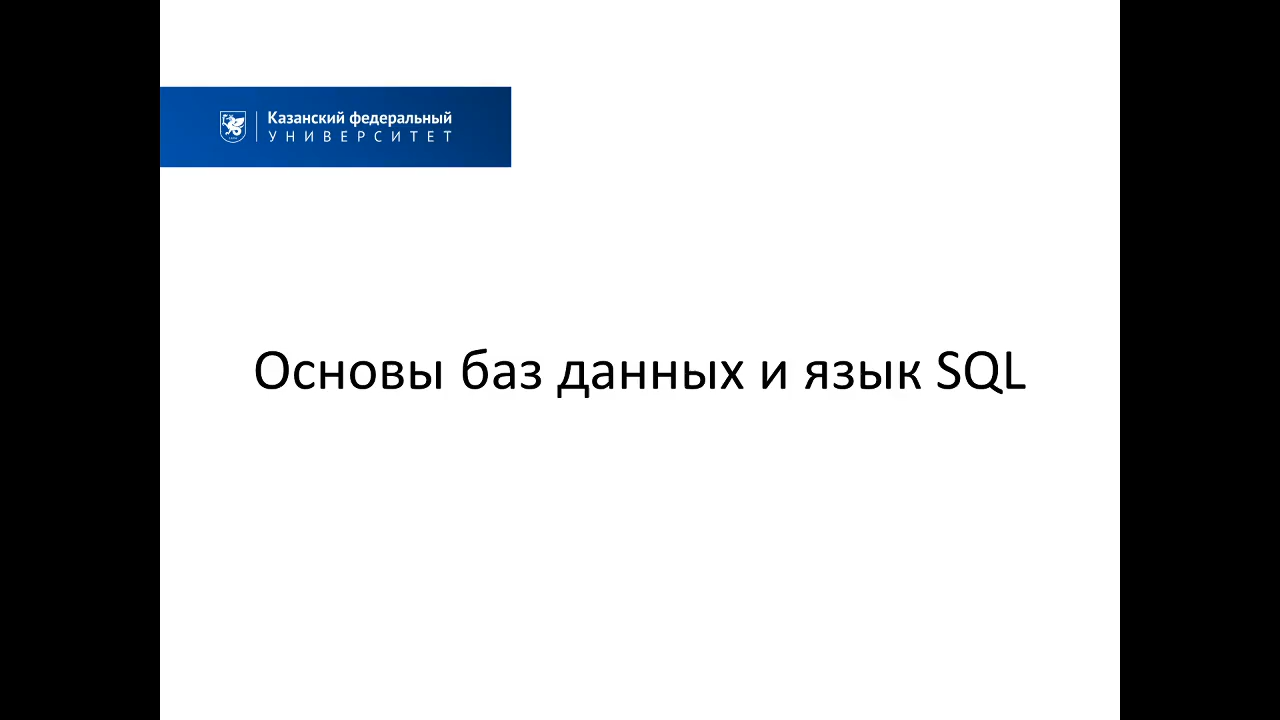 Казанский федеральный
УНИВЕРСИТЕТ
Основы баз данных и язык SQL